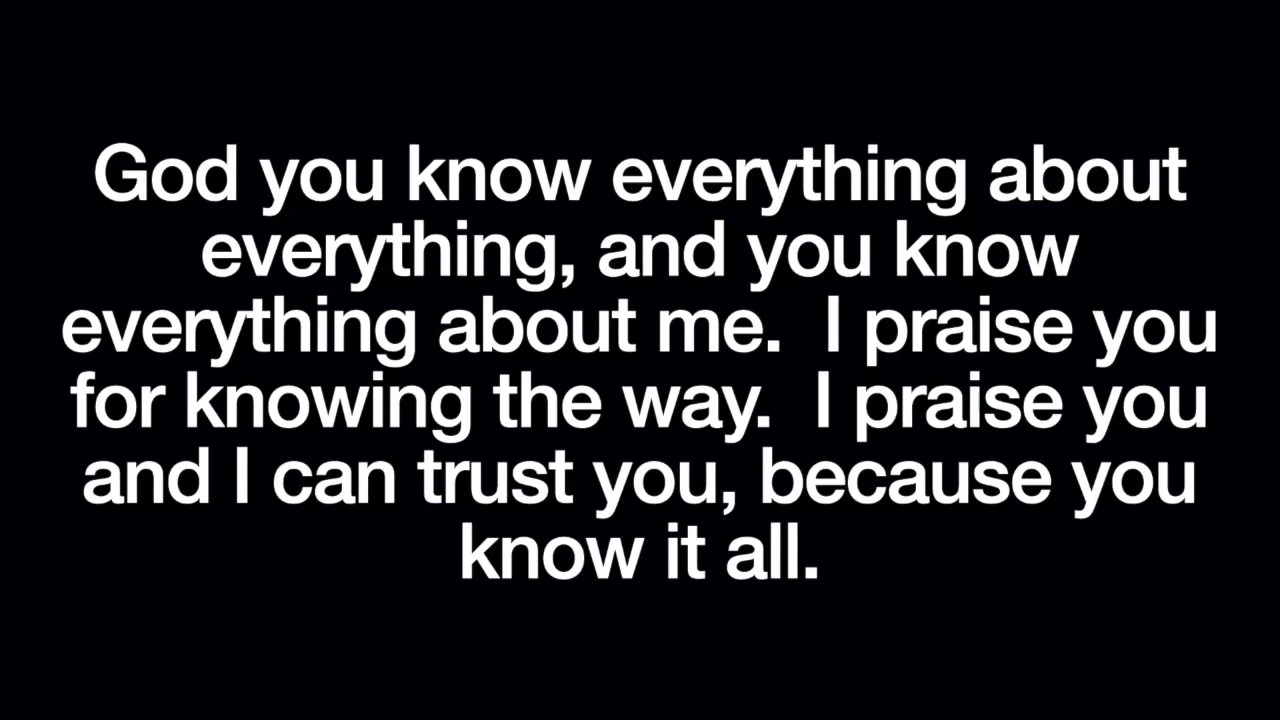 God you know everything about
everything, and you know
everything about me.  I praise you
for knowing the way.  I praise you
and I can trust you, because you
know it all.